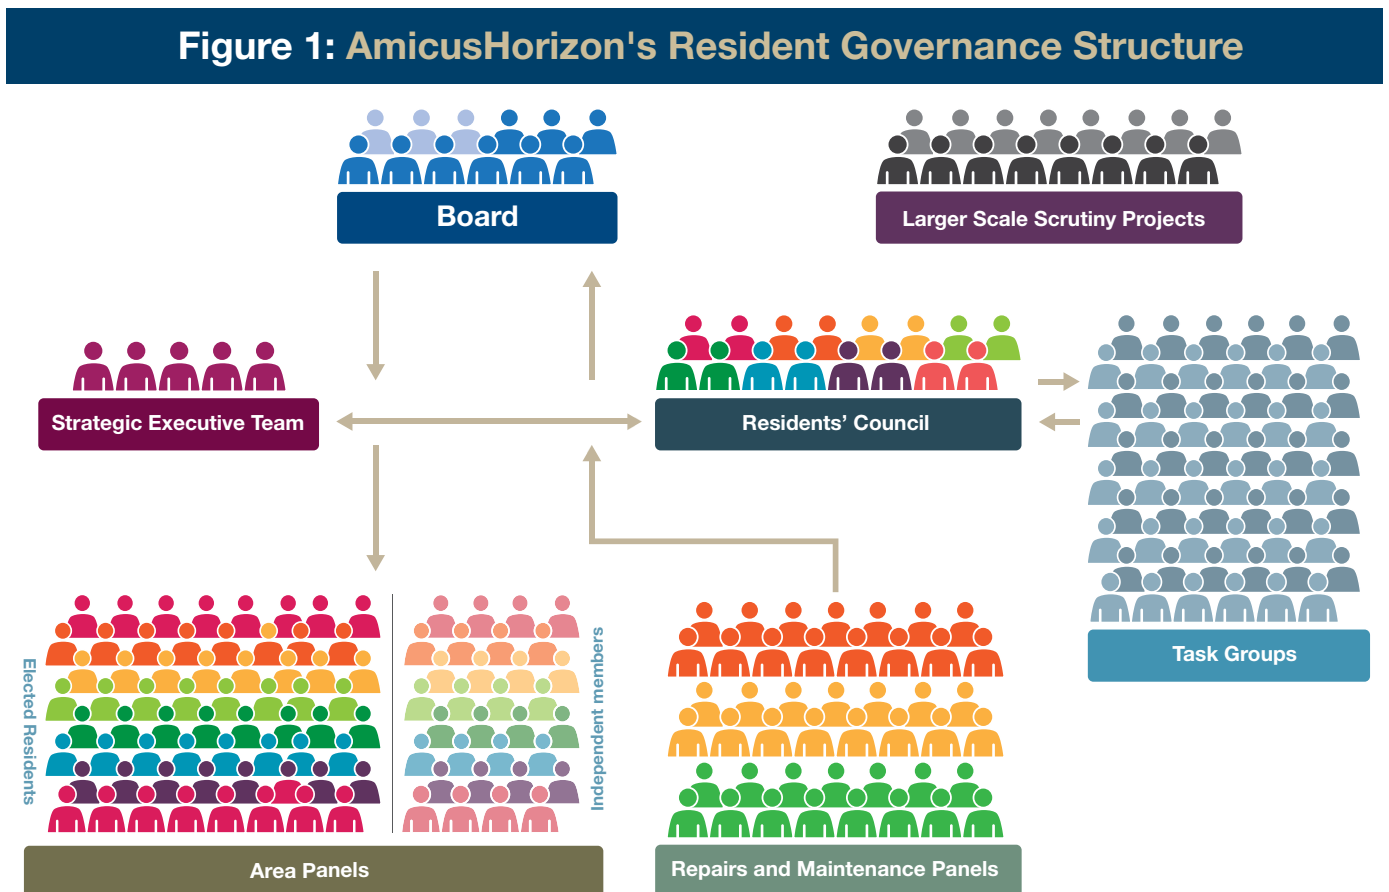 Figure 1: AmicusHorizon's Resident Governance Structure
Board
Larger Scale Scrutiny Projects
Strategic Executive Team
Residents’ Council
Task Groups
Elected Residents
Independent members
Area Panels
Repairs and Maintenance Panels